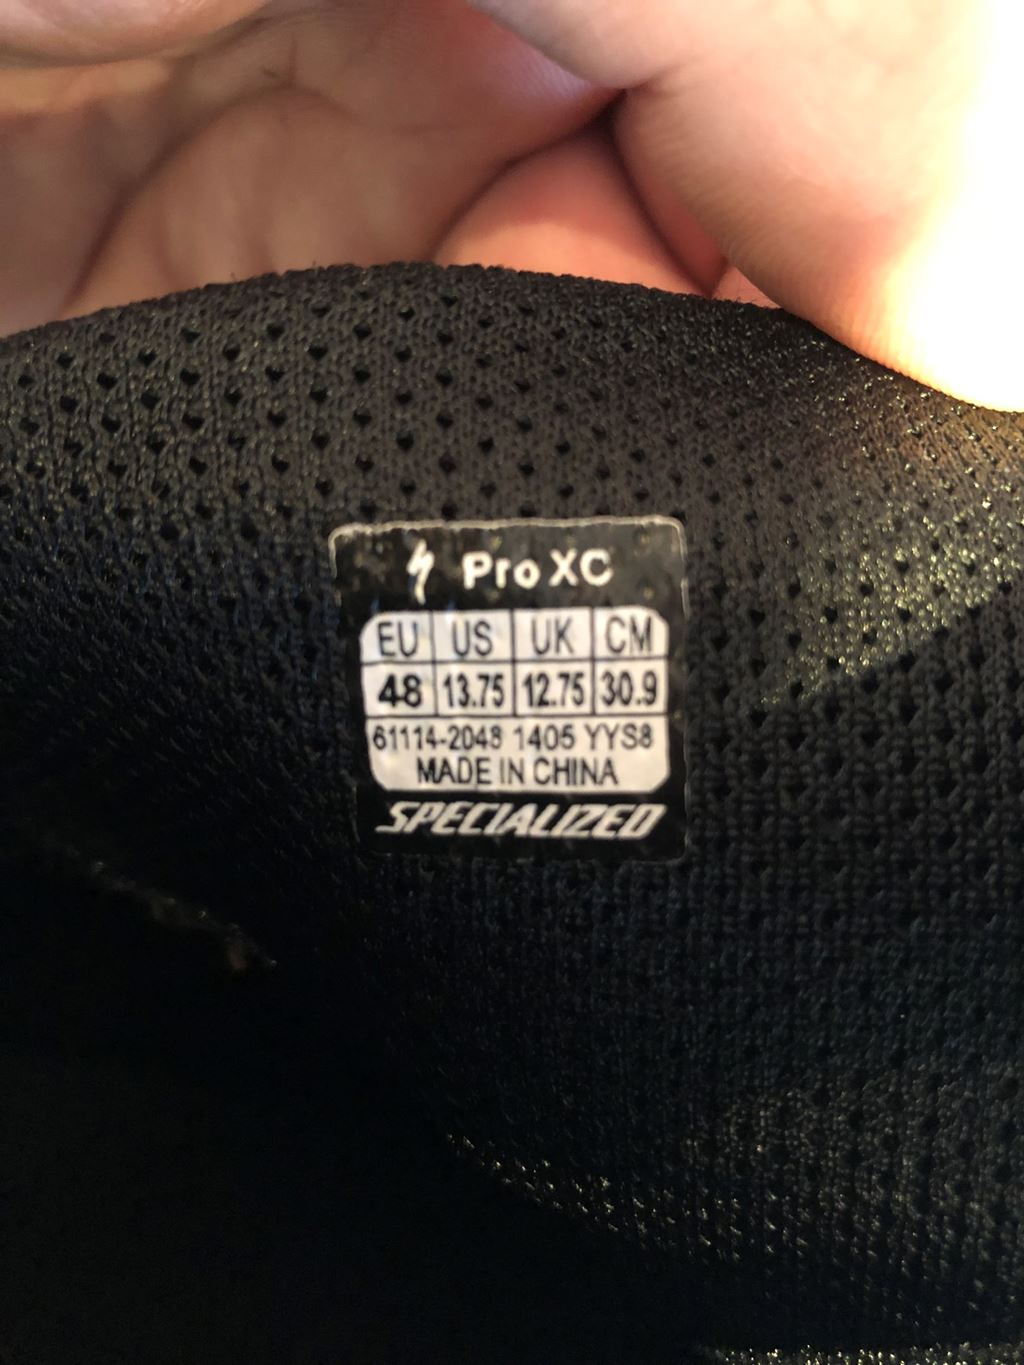 Pro XC
EU US UK CM
48 13.75 12.75 30.9
61114-2048 1405 YYS8
MADE IN CHINA
SPECIALIZED